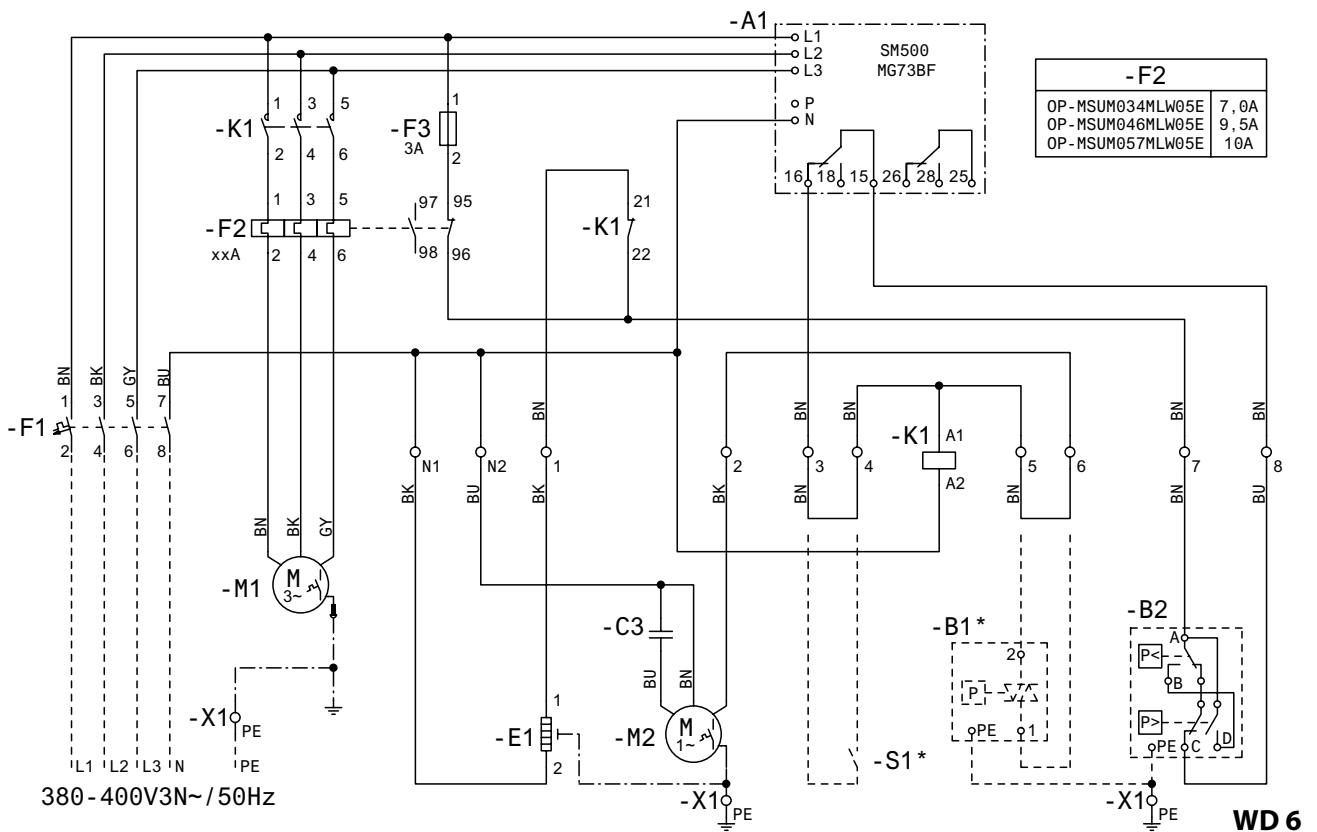 -A1
L1
L2
L3
P
N
SM500
MG73BF
16 18 15 26 28 25
-F2
OP-MSUM034MLW05E 7,0A
OP-MSUM046MLW05E 9,5A
OP-MSUM057MLW05E 10A
-K1
1 3 5
2 4 6
-F3
3A
1
2
-F2
xxA
1 3 5
2 4 6
97 95
98 96
-K1
21
22
BN BK GY BU
-F1
1 3 5 7
2 4 6 8
BN BN BN BN BN BN
N1 N2 1 2 3 4 5 6 7 8
-K1
A1
A2
BK BU BK BK BN BN BN BU
BN BK GY
-M1
M
3~
-X1
PE
L1 L2 L3 N PE
380-400V3N~/50Hz
-E1
1
2
-C3
BU BN
-M2
M
1~
-X1
PE
-S1*
-B1*
2
P
PE 1
-B2
A
P<
B
P>
D
PE C
-X1
PE
WD 6